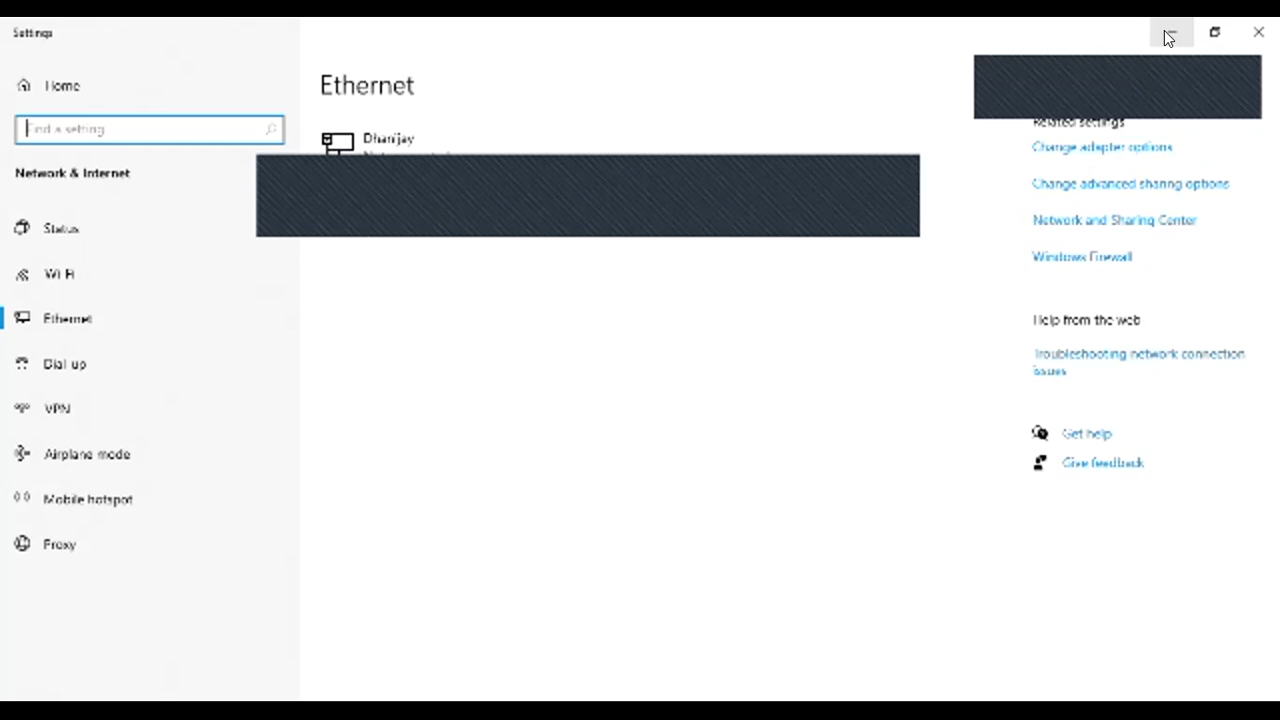 Settings
Home
Find a setting
Network & Internet
Status
Wi-Fi
Ethernet
Dial-up
VPN
Airplane mode
Mobile hotspot
Proxy
Ethernet
Dhanjay
Related settings
Change adapter options
Change advanced sharing options
Network and Sharing Center
Windows Firewall
Help from the web
Troubleshooting network connection
issues
Get help
Give feedback